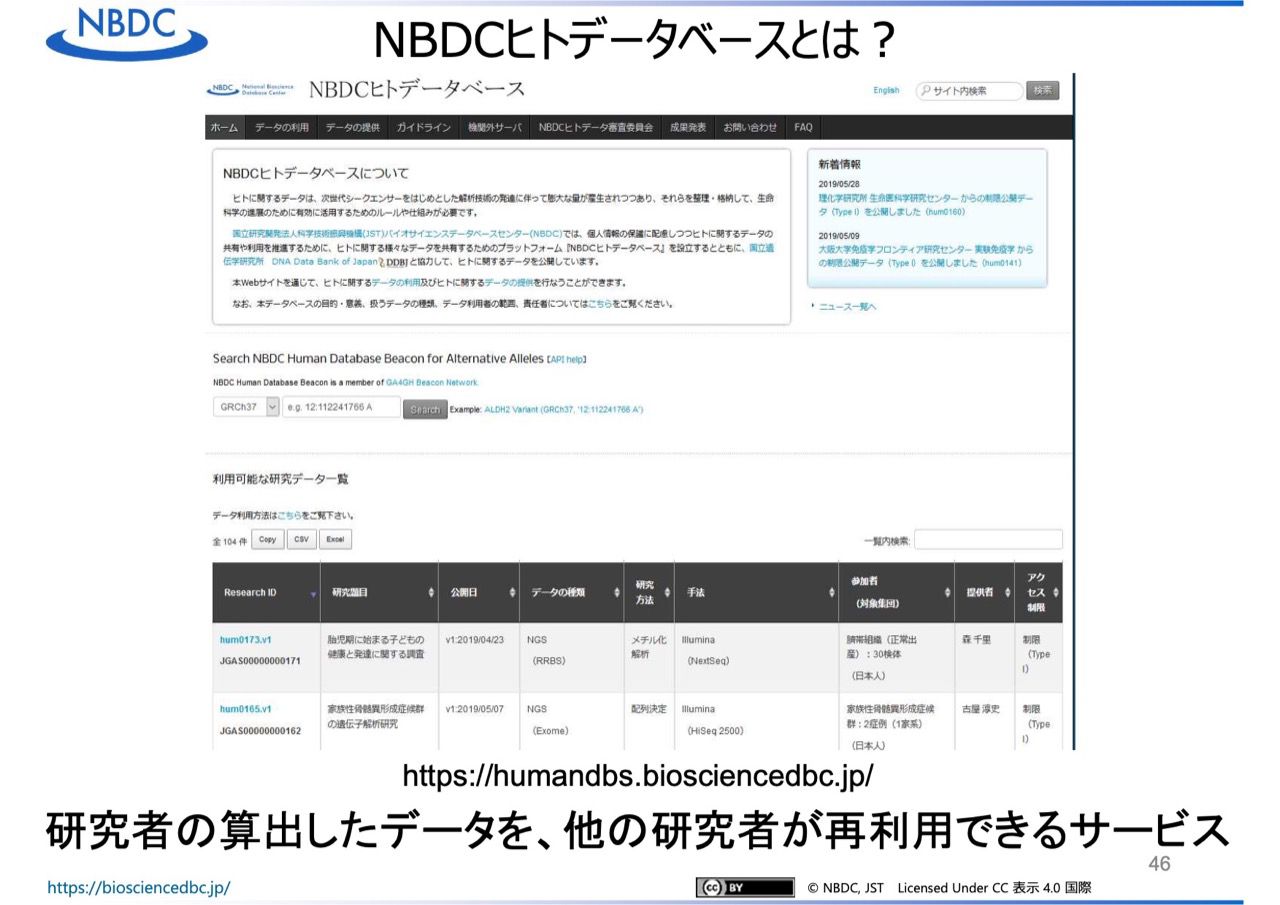 NBDC
NBDCヒトデータベースとは？
NBDC National Bioscience Database Center
NBDCヒトデータベース
English
サイト内検索
検索
ホーム データの利用 データの提供 ガイドライン 機関外サーバ NBDCヒトデータ審査委員会 成果発表 お問い合わせ FAQ
NBDCヒトデータベースについて
ヒトに関するデータは、次世代シークエンサーをはじめとした解析技術の発達に伴って膨大な量が産生されつつあり、それらを整理・格納して、生命
科学の進展のために有効に活用するためのルールや仕組みが必要です。
国立研究開発法人科学技術振興機構(JST)バイオサイエンスデータベースセンター(NBDC)では、個人情報の保護に配慮しつつヒトに関するデータの
共有や利用を推進するために、ヒトに関する様々なデータを共有するためのプラットフォーム『NBDCヒトデータベース』を設立するとともに、国立遺
伝学研究所 DNA Data Bank of Japan DDBJ と協力して、ヒトに関するデータを公開しています。
本Webサイトを通じて、ヒトに関するデータの利用及びヒトに関するデータの提供を行なうことができます。
なお、本データベースの目的・意義、扱うデータの種類、データ利用者の範囲、責任者についてはこちらをご覧ください。
新着情報
2019/05/28
理化学研究所 生命医科学研究センター からの制限公開デー
タ（Type I）を公開しました（hum0160）
2019/05/09
大阪大学免疫学フロンティア研究センター 実験免疫学 から
の制限公開データ（Type I）を公開しました（hum0141）
ニュース一覧へ
Search NBDC Human Database Beacon for Alternative Alleles [API help]
NBDC Human Database Beacon is a member of GA4GH Beacon Network.
GRCh37 e.g. 12:112241766 A Search Example: ALDH2 Variant (GRCh37, '12:112241766 A')
利用可能な研究データ一覧
データ利用方法はこちらをご覧下さい。
全 104 件 Copy CSV Excel 一覧内検索:
Research ID 研究題目 公開日 データの種類 研究方法 手法 参加者（対象集団） 提供者 アクセス制限
hum0173.v1 胎児期に始まる子どもの v1:2019/04/23 NGS メチル化 Illumina 臍帯組織（正常出 森 千里 制限
JGAS00000000171 健康と発達に関する調査 （RRBS） 解析 （NextSeq） 産）：30検体 （Type
（日本人） I）
hum0165.v1 家族性骨髄異形成症候群 v1:2019/05/07 NGS 配列決定 Illumina 家族性骨髄異形成症候 古屋 淳史 制限
JGAS00000000162 の遺伝子解析研究 （Exome） （HiSeq 2500） 群：2症例（1家系） （Type
（日本人） I）
https://humandbs.biosciencedbc.jp/
研究者の算出したデータを、他の研究者が再利用できるサービス
46
https://biosciencedbc.jp/
cc BY
© NBDC, JST Licensed Under CC 表示 4.0 国際